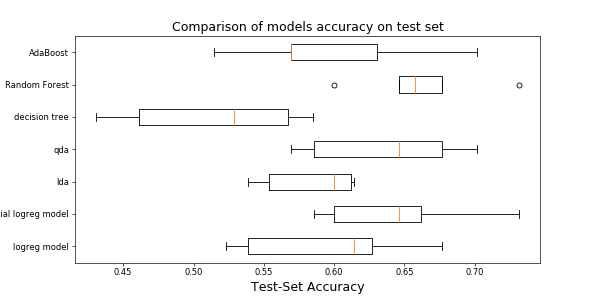 Comparison of models accuracy on test set
AdaBoost
Random Forest
decision tree
qda
lda
logreg model
logreg model
0.45 0.50 0.55 0.60 0.65 0.70
Test-Set Accuracy